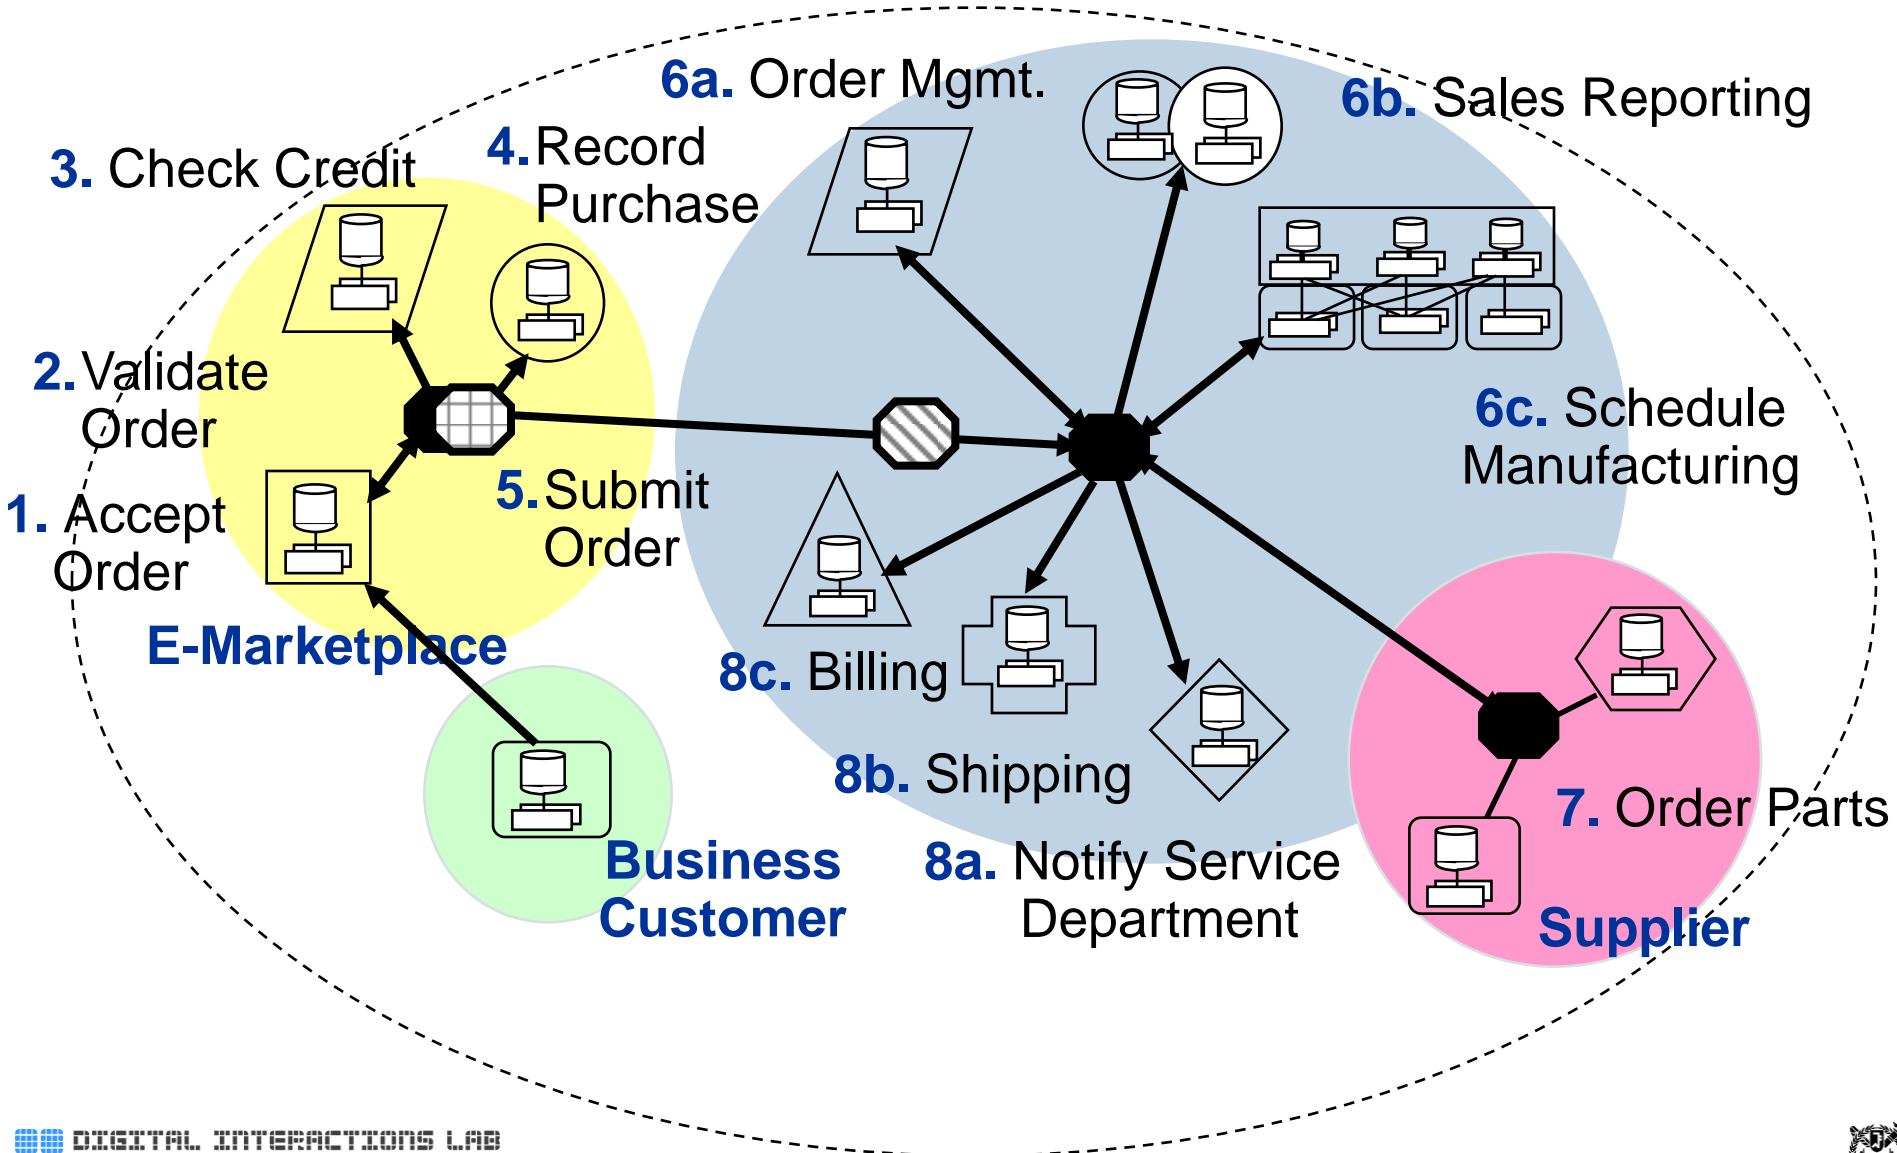 6a. Order Mgmt.
6b. Sales Reporting
3. Check Credit
4. Record
Purchase
2. Validate
Order
6c. Schedule
Manufacturing
1. Accept
Order
5. Submit
Order
E-Marketplace
8c. Billing
8b. Shipping
7. Order Parts
Business
Customer
8a. Notify Service
Department
Supplier
DIGITAL INTERACTIONS LAB